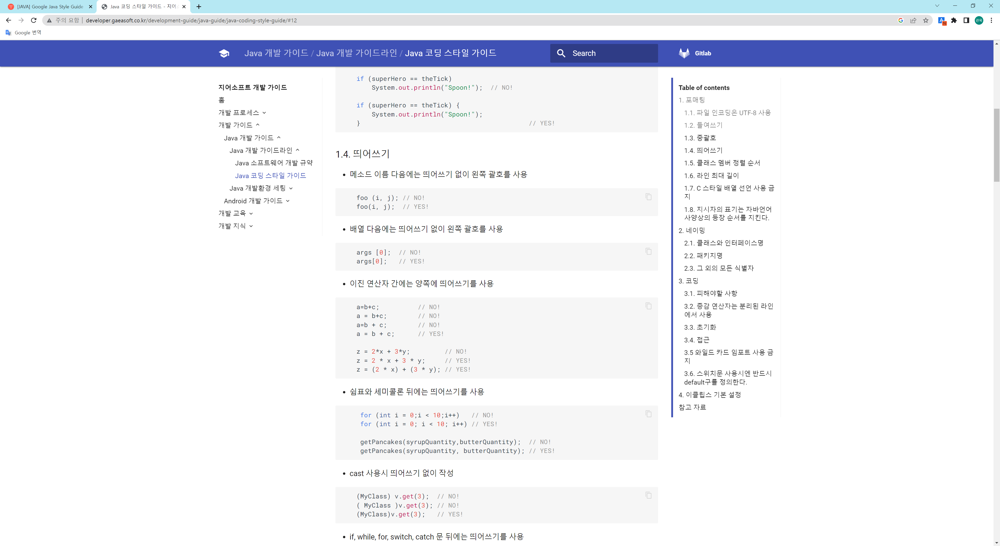 [JAVA] Google Java Style Guide
Java 코딩 스타일 가이드 - 지어소
주의 요함
developer.gaeasoft.co.kr/development-guide/java-guide/java-coding-style-guide/#12
관욱
Google 번역
Java 개발 가이드 / Java 개발 가이드라인 / Java 코딩 스타일 가이드
Search
Gitlab
지어소프트 개발 가이드
홈
개발 프로세스
개발 가이드
Java 개발 가이드
Java 개발 가이드라인
Java 소프트웨어 개발 규약
Java 코딩 스타일 가이드
Java 개발환경 세팅
Android 개발 가이드
개발 교육
개발 지식
if (superHero == theTick)
System.out.println("Spoon!");  // NO!
if (superHero == theTick) {
System.out.println("Spoon!");
}                                            // YES!
1.4. 띄어쓰기
• 메소드 이름 다음에는 띄어쓰기 없이 왼쪽 괄호를 사용
foo (i, j); // NO!
foo(i, j);  // YES!
• 배열 다음에는 띄어쓰기 없이 왼쪽 괄호를 사용
args [0];  // NO!
args[0];   // YES!
• 이진 연산자 간에는 양쪽에 띄어쓰기를 사용
a=b+c;          // NO!
a = b+c;        // NO!
a=b + c;        // NO!
a = b + c;      // YES!
z = 2*x + 3*y;         // NO!
z = 2 * x + 3 * y;     // YES!
z = (2 * x) + (3 * y); // YES!
• 쉼표와 세미콜론 뒤에는 띄어쓰기를 사용
for (int i = 0;i < 10;i++)   // NO!
for (int i = 0; i < 10; i++) // YES!
getPancakes(syrupQuantity,butterQuantity);  // NO!
getPancakes(syrupQuantity, butterQuantity); // YES!
• cast 사용시 띄어쓰기 없이 작성
(MyClass) v.get(3);  // NO!
( MyClass )v.get(3); // NO!
(MyClass)v.get(3);   // YES!
• if, while, for, switch, catch 문 뒤에는 띄어쓰기를 사용
Table of contents
1. 포매팅
1.1. 파일 인코딩은 UTF-8 사용
1.2. 들여쓰기
1.3. 중괄호
1.4. 띄어쓰기
1.5. 클래스 멤버 정렬 순서
1.6. 라인 최대 길이
1.7. C 스타일 배열 선언 사용 금
지
1.8. 지시자의 표기는 자바언어
사양상의 등장 순서를 지킨다.
2. 네이밍
2.1. 클래스와 인터페이스명
2.2. 패키지명
2.3. 그 외의 모든 식별자
3. 코딩
3.1. 피해야할 사항
3.2. 증감 연산자는 분리된 라인
에서 사용
3.3. 초기화
3.4. 접근
3.5 와일드 카드 임포트 사용 금
지
3.6. 스위치문 사용시엔 반드시
default구를 정의한다.
4. 이클립스 기본 설정
참고 자료